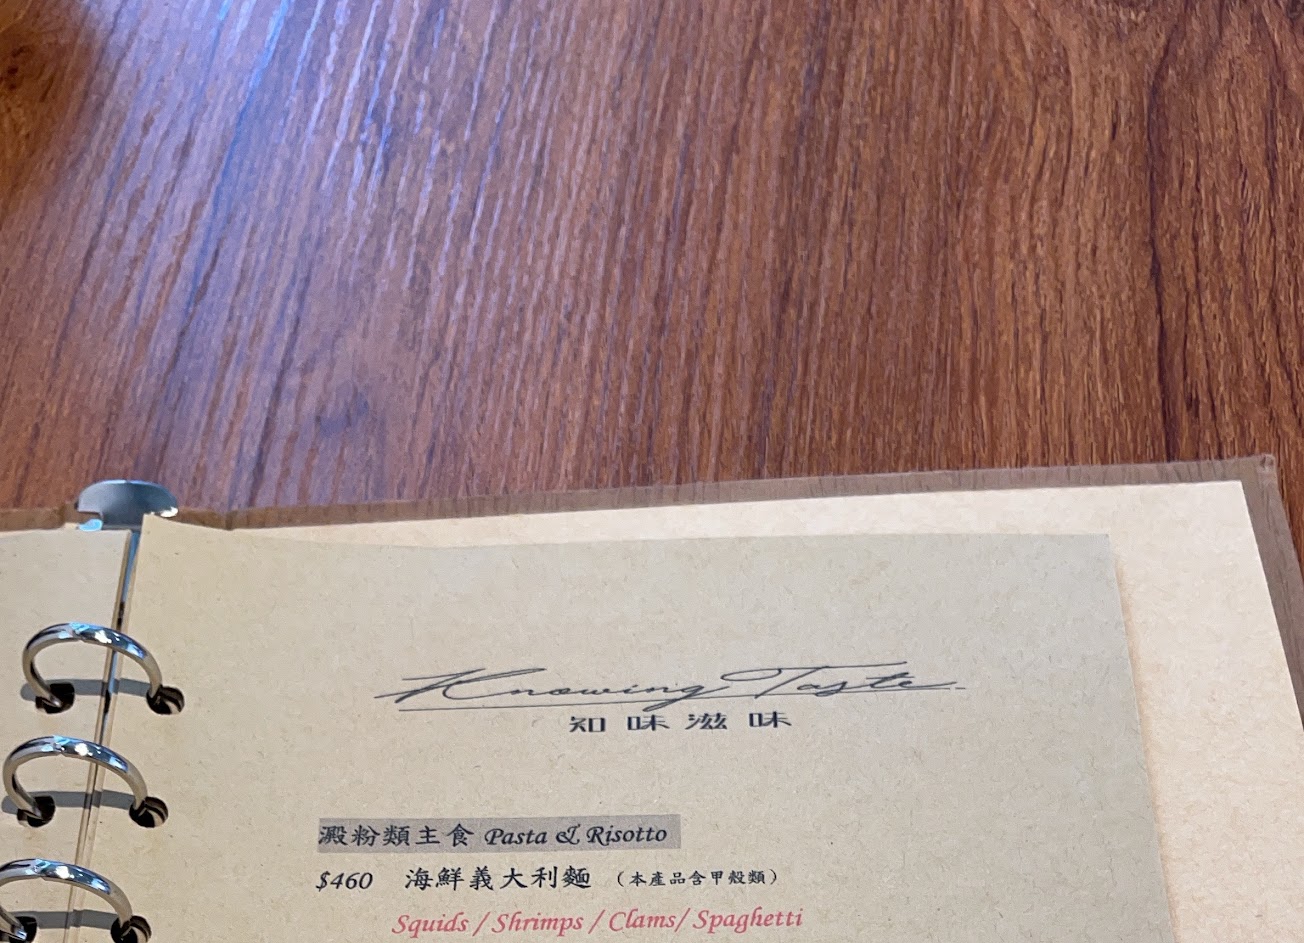 Knowing Taste.
知味滋味
澱粉類主食 Pasta & Risotto
$460 海鮮義大利麵 (本產品含甲殼類)
Squids / Shrimps / Clams/ Spaghetti